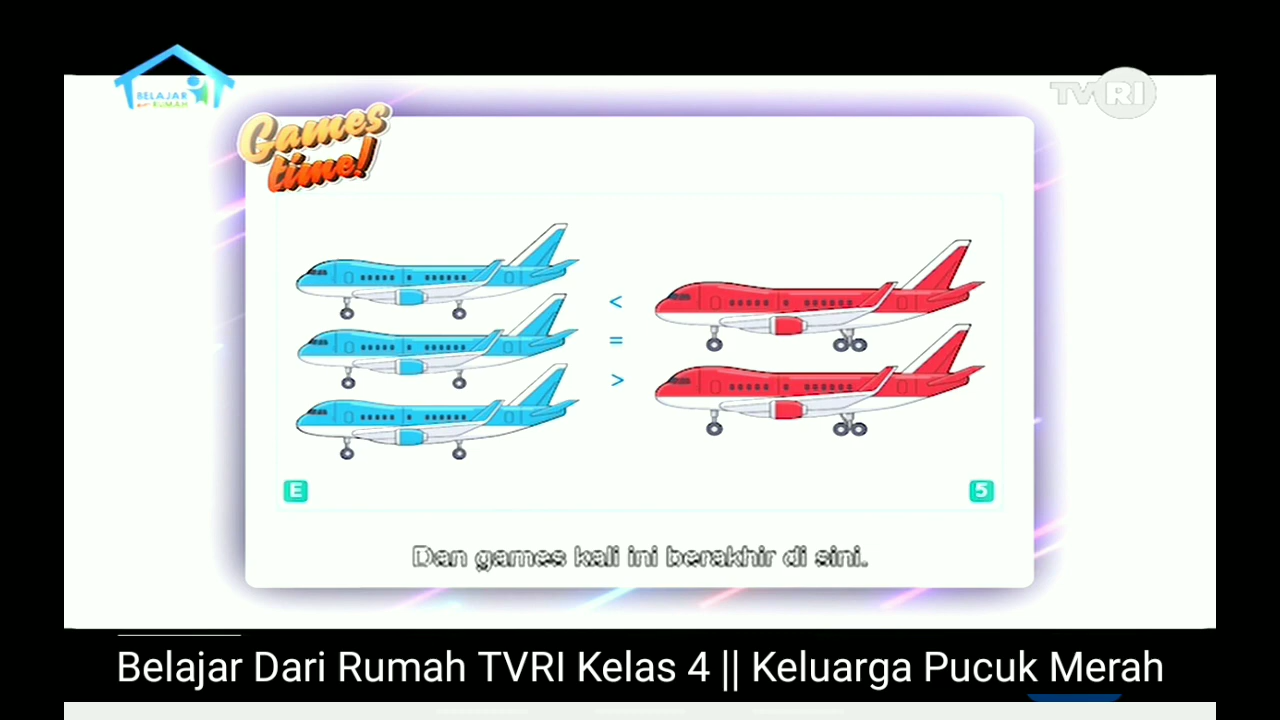 BELAJAR
RUMAH
TVRI
Games
time!
<
=
>
E
5
Dan games kali ini berakhir di sini.
Belajar Dari Rumah TVRI Kelas 4 || Keluarga Pucuk Merah